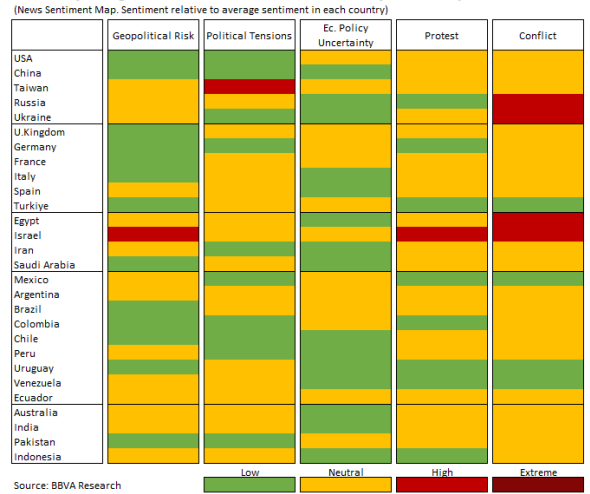 (News Sentiment Map. Sentiment relative to average sentiment in each country)
Geopolitical Risk
Political Tensions
Ec. Policy
Uncertainty
Protest
Conflict
USA
China
Taiwan
Russia
Ukraine
U.Kingdom
Germany
France
Italy
Spain
Turkiye
Egypt
Israel
Iran
Saudi Arabia
Mexico
Argentina
Brazil
Colombia
Chile
Peru
Uruguay
Venezuela
Ecuador
Australia
India
Pakistan
Indonesia
Low
Neutral
High
Extreme
Source: BBVA Research